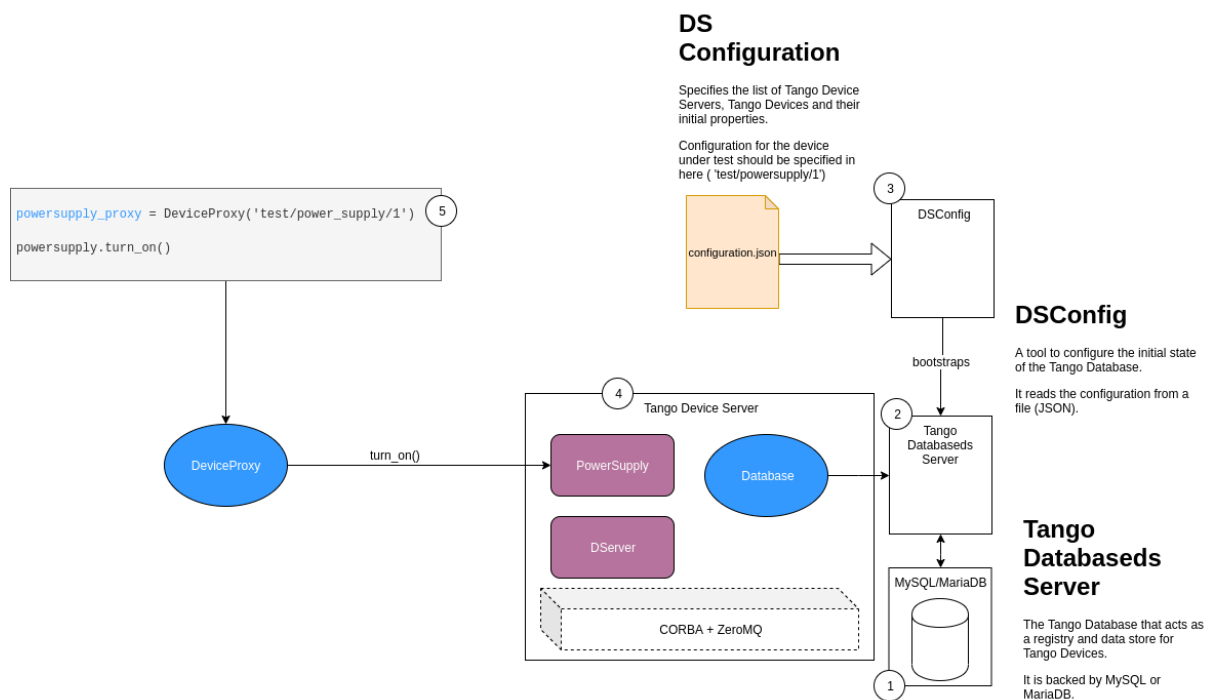 DS
Configuration
Specifies the list of Tango Device
Servers, Tango Devices and their
initial properties.
Configuration for the device
under test should be specified in
here ( 'test/powersupply/1')
3
DSConfig
configuration.json
powersupply_proxy = DeviceProxy('test/power_supply/1')
5
powersupply.turn_on()
DSConfig
A tool to configure the initial state
of the Tango Database.
It reads the configuration from a
file (JSON).
bootstraps
4
Tango Device Server
2
Tango
Databaseds
Server
DeviceProxy
turn_on()
PowerSupply
Database
DServer
CORBA + ZeroMQ
MySQL/MariaDB
1
Tango
Databaseds
Server
The Tango Database that acts as
a registry and data store for
Tango Devices.
It is backed by MySQL or
MariaDB.